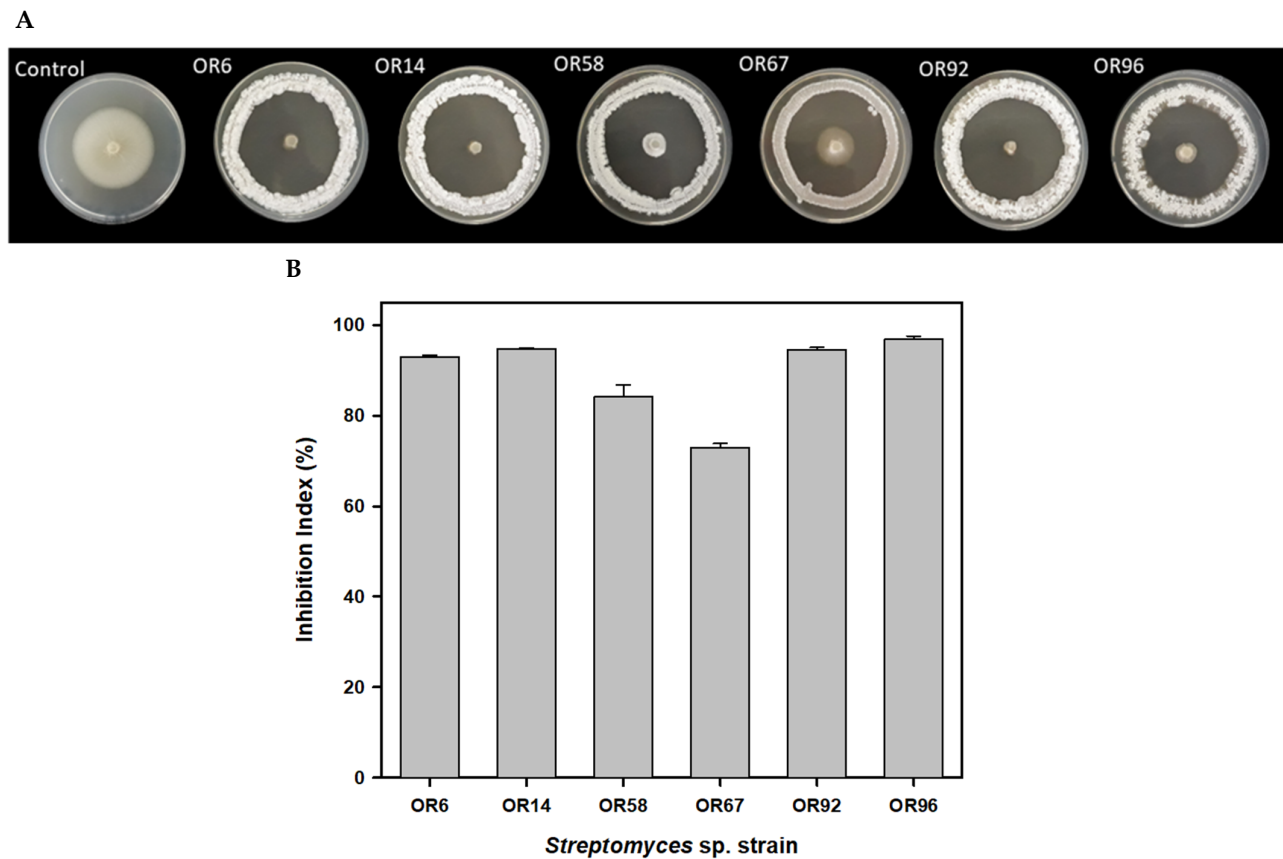 A
Control
OR6
OR14
OR58
OR67
OR92
OR96
B
100
80
60
40
20
0
Inhibition Index (%)
OR6
OR14
OR58
OR67
OR92
OR96
Streptomyces sp. strain